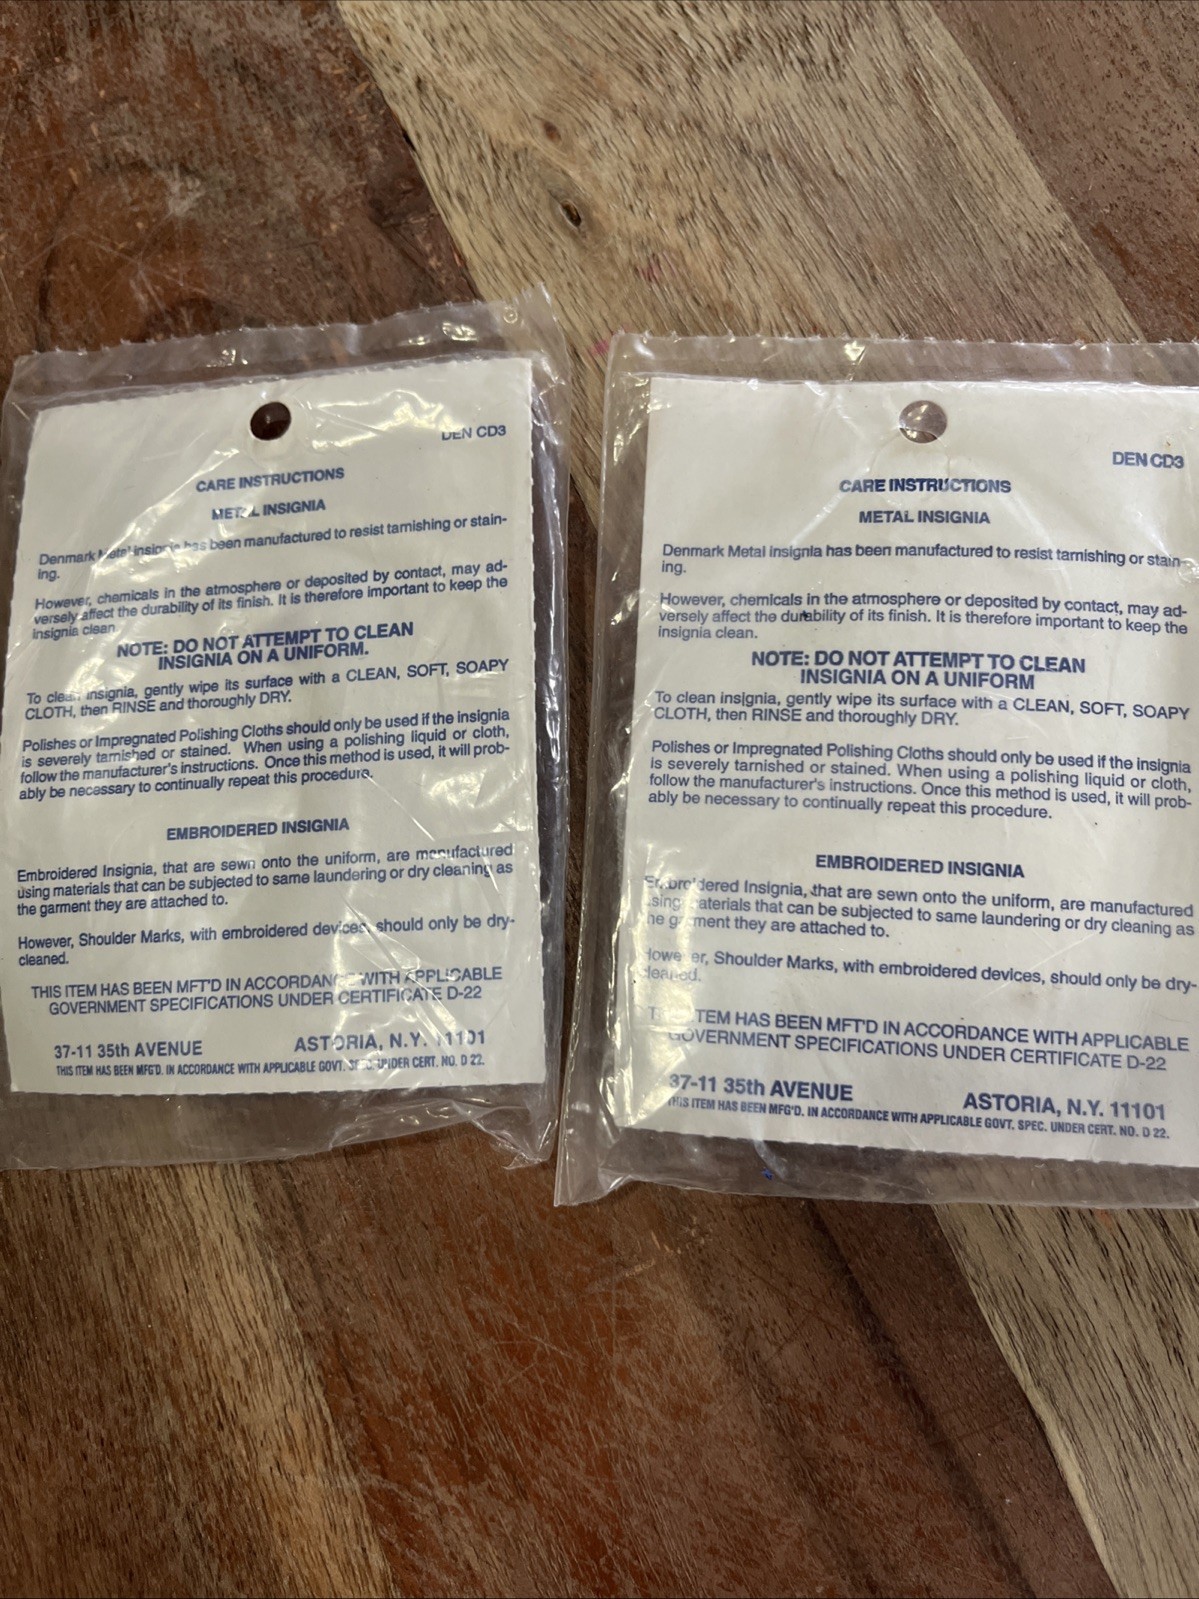 DEN CD3
CARE INSTRUCTIONS
METAL INSIGNIA
Denmark Metal insignia has been manufactured to resist tarnishing or stain-
ing.
However, chemicals in the atmosphere or deposited by contact, may ad-
versely affect the durability of its finish. It is therefore important to keep the
insignia clean.
NOTE: DO NOT ATTEMPT TO CLEAN
INSIGNIA ON A UNIFORM.
To clean insignia, gently wipe its surface with a CLEAN, SOFT, SOAPY
CLOTH, then RINSE and thoroughly DRY.
Polishes or Impregnated Polishing Cloths should only be used if the insignia
is severely tarnished or stained. When using a polishing liquid or cloth,
follow the manufacturer's instructions. Once this method is used, it will prob-
ably be necessary to continually repeat this procedure.
EMBROIDERED INSIGNIA
Embroidered Insignia, that are sewn onto the uniform, are manufactured
using materials that can be subjected to same laundering or dry cleaning as
the garment they are attached to.
However, Shoulder Marks, with embroidered devices, should only be dry-
cleaned.
THIS ITEM HAS BEEN MFT'D IN ACCORDANCE WITH APPLICABLE
GOVERNMENT SPECIFICATIONS UNDER CERTIFICATE D-22
37-11 35th AVENUE ASTORIA, N.Y. 11101
THIS ITEM HAS BEEN MFG'D. IN ACCORDANCE WITH APPLICABLE GOVT. SPEC. UNDER CERT. NO. D 22.
DEN CD3
CARE INSTRUCTIONS
METAL INSIGNIA
Denmark Metal insignia has been manufactured to resist tarnishing or stain-
ing.
However, chemicals in the atmosphere or deposited by contact, may ad-
versely affect the durability of its finish. It is therefore important to keep the
insignia clean.
NOTE: DO NOT ATTEMPT TO CLEAN
INSIGNIA ON A UNIFORM
To clean insignia, gently wipe its surface with a CLEAN, SOFT, SOAPY
CLOTH, then RINSE and thoroughly DRY.
Polishes or Impregnated Polishing Cloths should only be used if the insignia
is severely tarnished or stained. When using a polishing liquid or cloth,
follow the manufacturer's instructions. Once this method is used, it will prob-
ably be necessary to continually repeat this procedure.
EMBROIDERED INSIGNIA
Embroidered Insignia, that are sewn onto the uniform, are manufactured
using materials that can be subjected to same laundering or dry cleaning as
the garment they are attached to.
However, Shoulder Marks, with embroidered devices, should only be dry-
cleaned.
THIS ITEM HAS BEEN MFT'D IN ACCORDANCE WITH APPLICABLE
GOVERNMENT SPECIFICATIONS UNDER CERTIFICATE D-22
37-11 35th AVENUE ASTORIA, N.Y. 11101
THIS ITEM HAS BEEN MFG'D. IN ACCORDANCE WITH APPLICABLE GOVT. SPEC. UNDER CERT. NO. D 22.